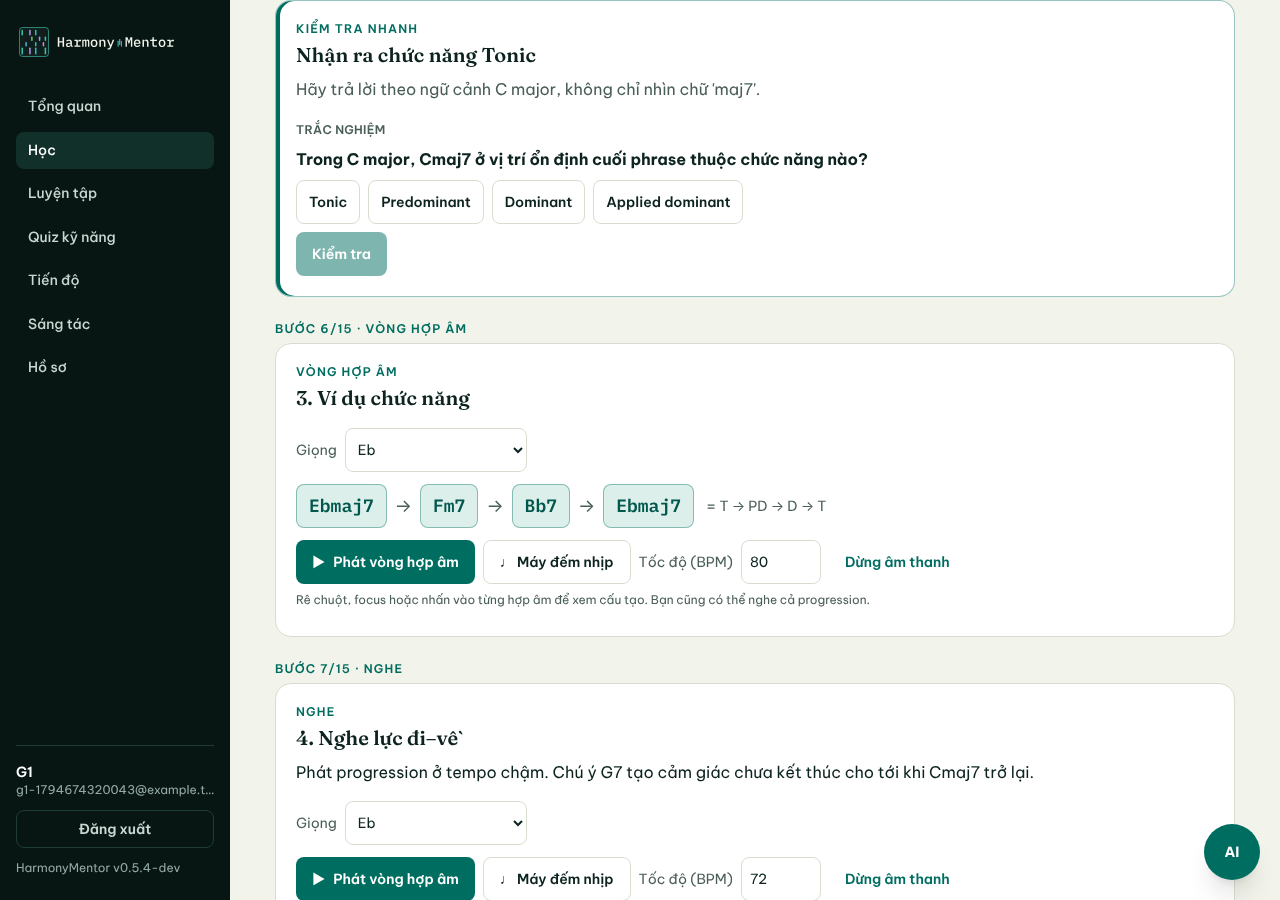 Harmony Mentor
Tổng quan
Học
Luyện tập
Quiz kỹ năng
Tiến độ
Sáng tác
Hồ sơ
G1
g1-1794674320043@example.t...
Đăng xuất
HarmonyMentor v0.5.4-dev
KIỂM TRA NHANH
Nhận ra chức năng Tonic
Hãy trả lời theo ngữ cảnh C major, không chỉ nhìn chữ 'maj7'.
TRẮC NGHIỆM
Trong C major, Cmaj7 ở vị trí ổn định cuối phrase thuộc chức năng nào?
Tonic Predominant Dominant Applied dominant
Kiểm tra
BƯỚC 6/15 · VÒNG HỢP ÂM
VÒNG HỢP ÂM
3. Ví dụ chức năng
Giọng Eb
Ebmaj7 → Fm7 → Bb7 → Ebmaj7 = T → PD → D → T
▶ Phát vòng hợp âm ♩ Máy đếm nhịp Tốc độ (BPM) 80 Dừng âm thanh
Rê chuột, focus hoặc nhấn vào từng hợp âm để xem cấu tạo. Bạn cũng có thể nghe cả progression.
BƯỚC 7/15 · NGHE
NGHE
4. Nghe lực đi–về
Phát progression ở tempo chậm. Chú ý G7 tạo cảm giác chưa kết thúc cho tới khi Cmaj7 trở lại.
Giọng Eb
▶ Phát vòng hợp âm ♩ Máy đếm nhịp Tốc độ (BPM) 72 Dừng âm thanh
AI